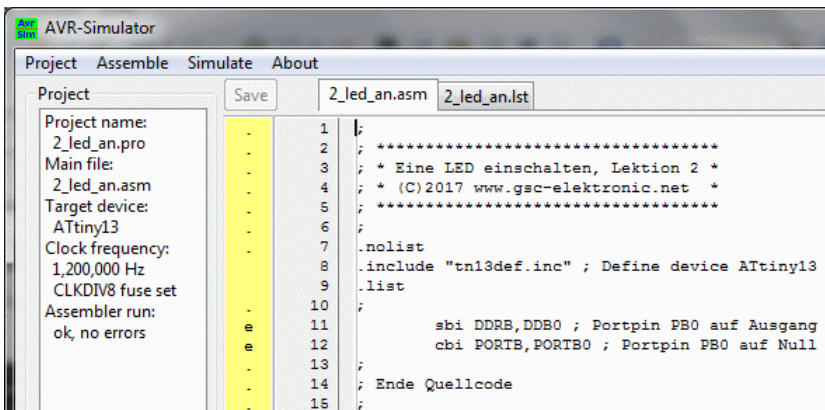 Avr
Sim
AVR-Simulator
Project Assemble Simulate About
Project
Project name:
2_led_an.pro
Main file:
2_led_an.asm
Target device:
ATtiny13
Clock frequency:
1,200,000 Hz
CLKDIV8 fuse set
Assembler run:
ok, no errors
Save
2_led_an.asm 2_led_an.lst
. 1 ;
. 2 ; ***********************************
. 3 ; * Eine LED einschalten, Lektion 2 *
. 4 ; * (C)2017 www.gsc-elektronic.net *
. 5 ; ***********************************
. 6 ;
. 7 .nolist
8 .include "tn13def.inc" ; Define device ATtiny13
9 .list
. 10 ;
e 11 sbi DDRB,DDB0 ; Portpin PB0 auf Ausgang
e 12 cbi PORTB,PORTB0 ; Portpin PB0 auf Null
. 13 ;
. 14 ; Ende Quellcode
. 15 ;